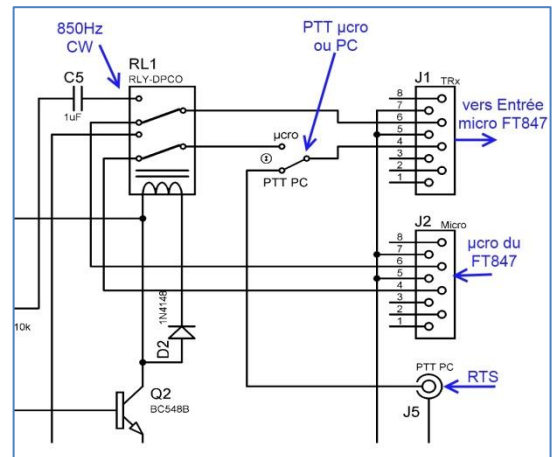 850Hz
CW
PTT µcro
ou PC
RL1
RLY-DPCO
C5
1uF
J1
TRx
8
7
6
5
4
3
2
1
vers Entrée
micro FT847
µcro
1
PTT PC
J2
Micro
8
7
6
5
4
3
2
1
µcro du
FT847
10k
1N4148
D2
Q2
BC548B
PTT PC
RTS
J5